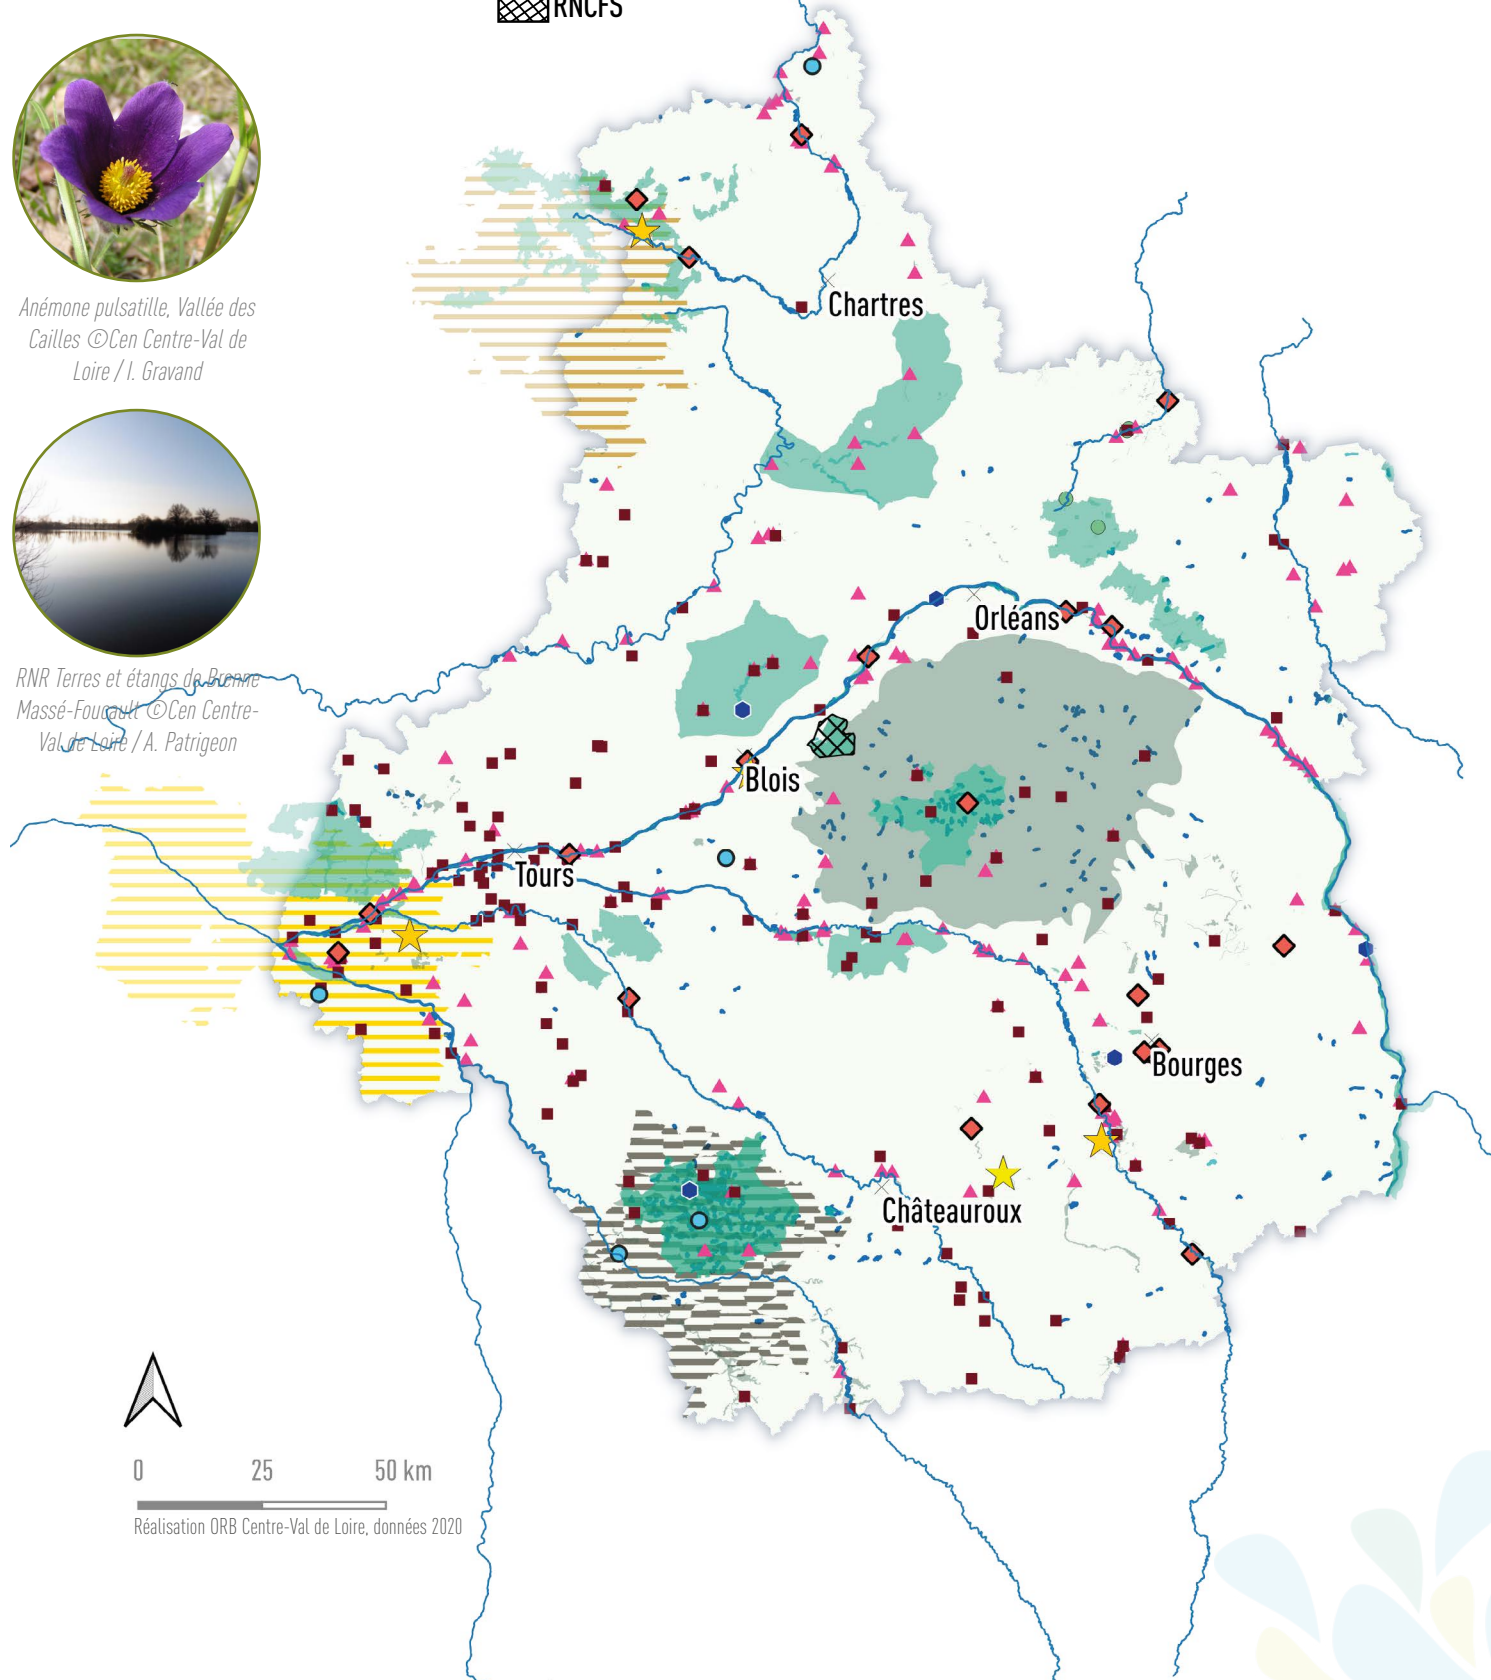 RNCFS
Anémone pulsatille, Vallée des
Cailles ©Cen Centre-Val de
Loire / I. Gravand
RNR Terres et étangs de Brenne
Massé-Foucault ©Cen Centre-
Val de Loire / A. Patrigeon
Chartres
Orléans
Blois
Tours
Bourges
Châteauroux
0 25 50 km
Réalisation ORB Centre-Val de Loire, données 2020